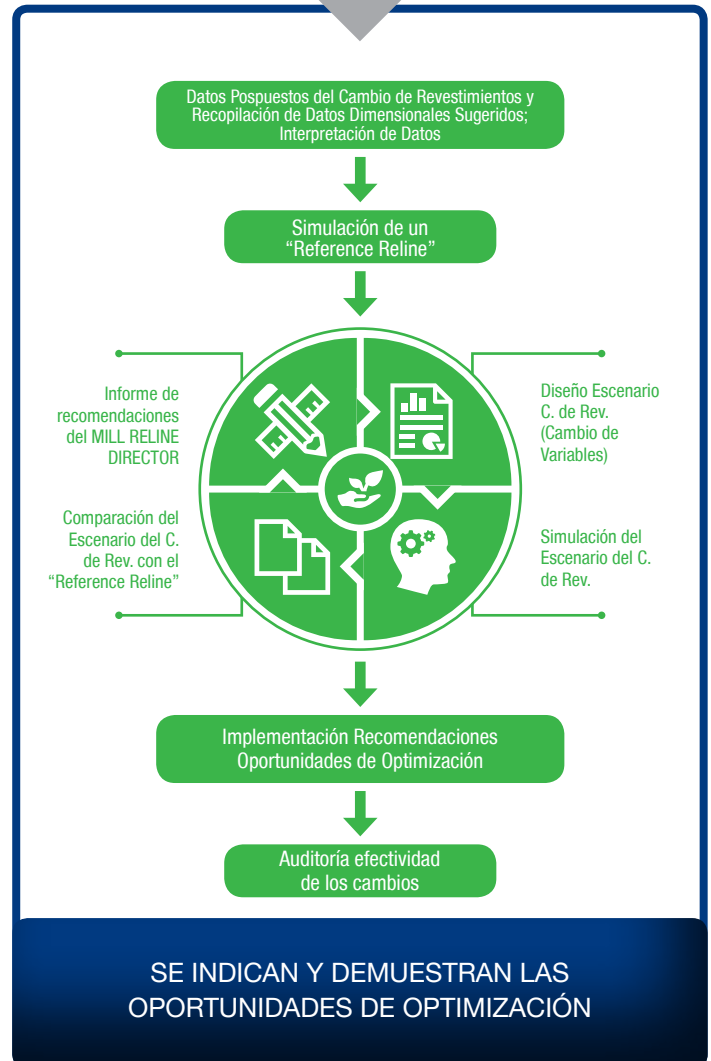 Datos Pospuestos del Cambio de Revestimientos y
Recopilación de Datos Dimensionales Sugeridos;
Interpretación de Datos
Simulación de un
“Reference Reline”
Informe de
recomendaciones
del MILL RELINE
DIRECTOR
Diseño Escenario
C. de Rev.
(Cambio de
Variables)
Comparación del
Escenario del C.
de Rev. con el
“Reference Reline”
Simulación del
Escenario del C.
de Rev.
Implementación Recomendaciones
Oportunidades de Optimización
Auditoría efectividad
de los cambios
SE INDICAN Y DEMUESTRAN LAS
OPORTUNIDADES DE OPTIMIZACIÓN